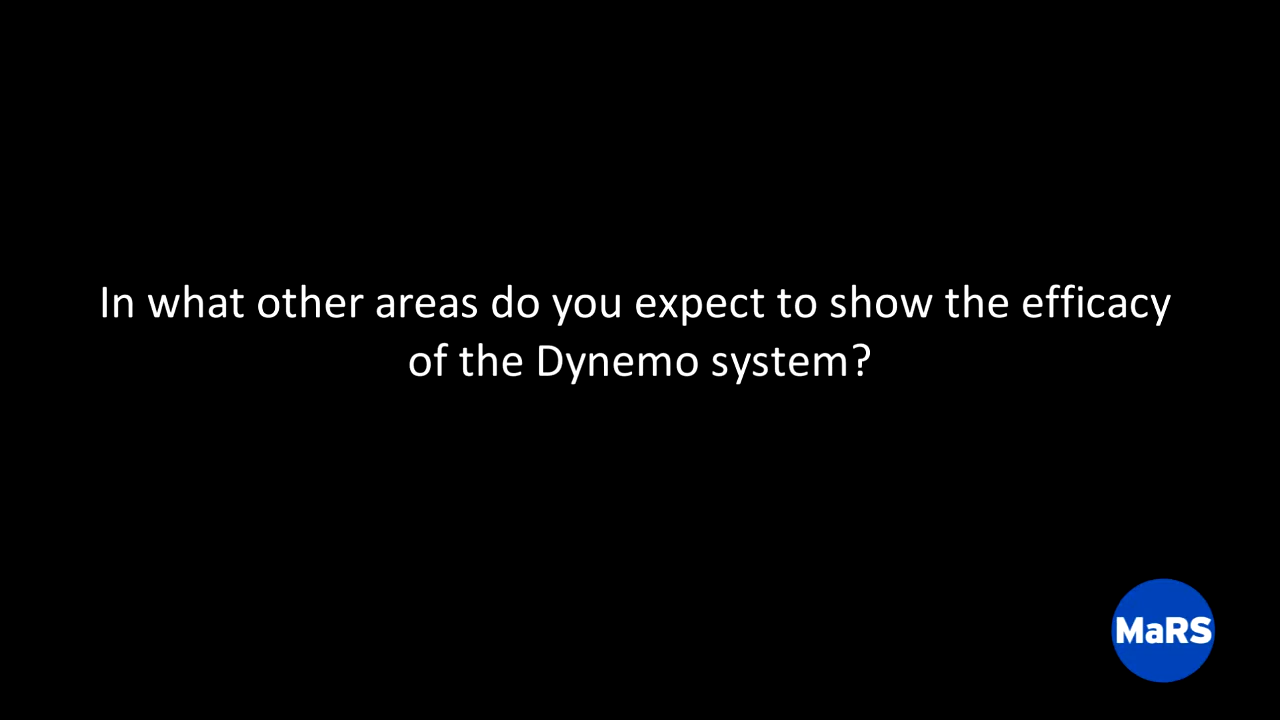 In what other areas do you expect to show the efficacy
of the Dynemo system?
MaRS